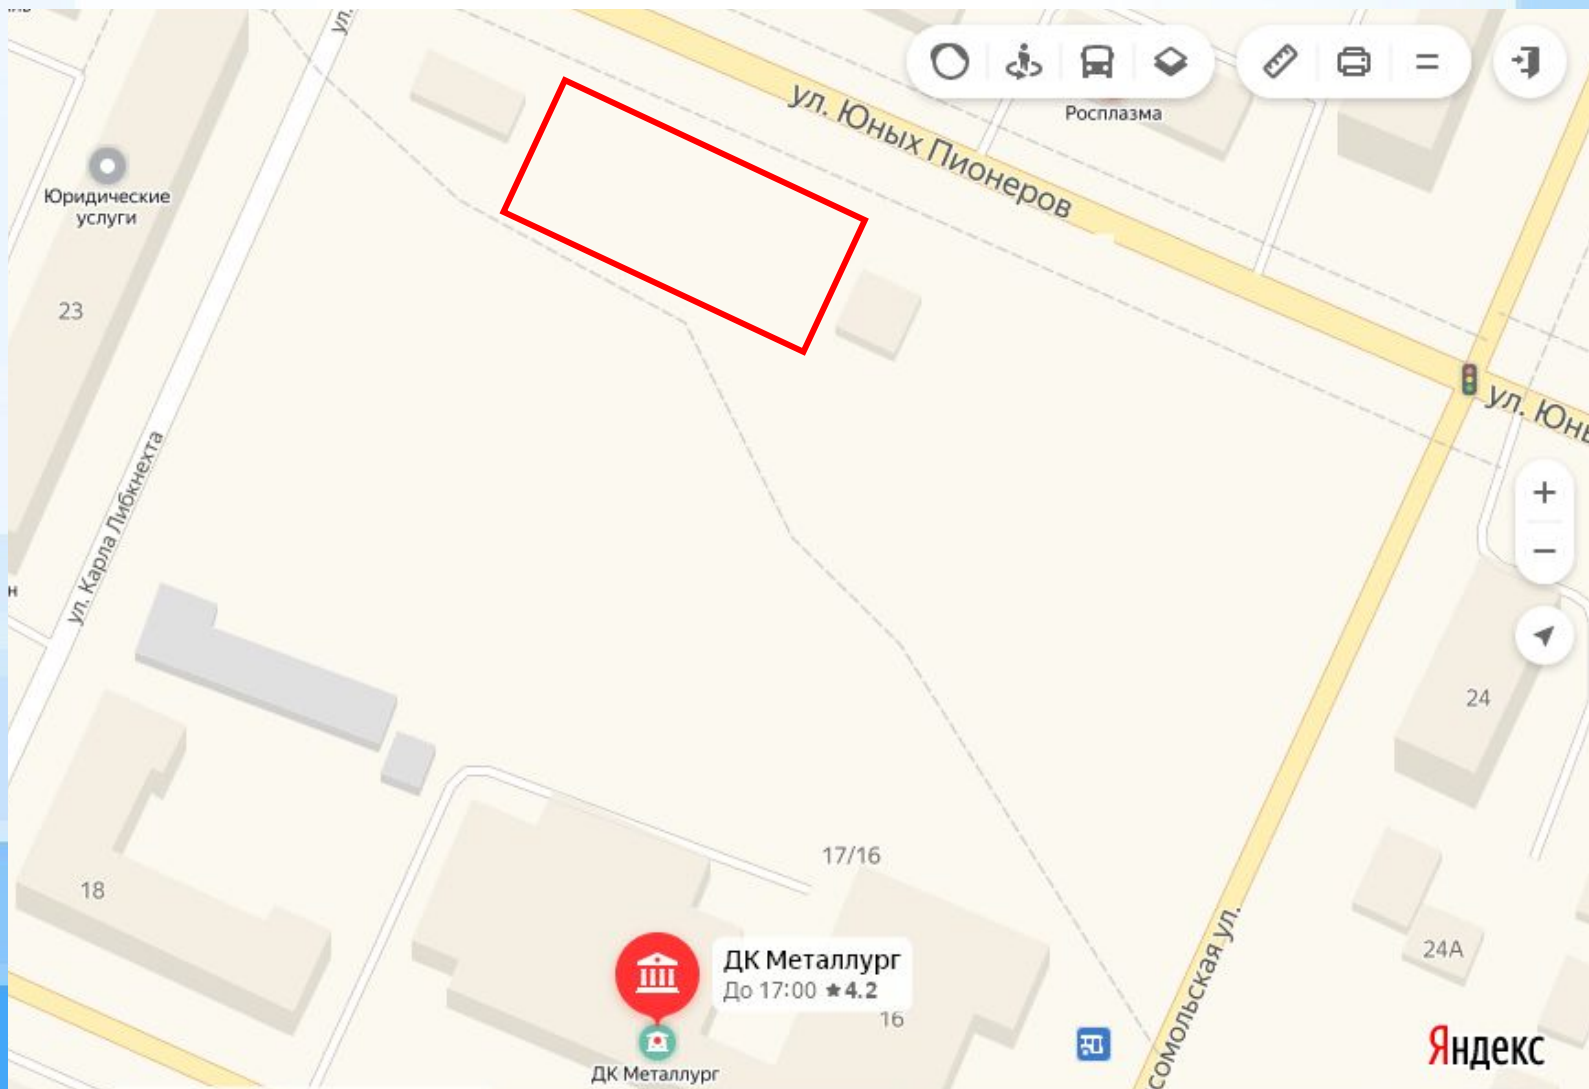 ул.
ул. Юных Пионеров
Росплазма
Юридические
услуги
23
ул. Юны
ул. Карла Либкнехта
н
24
17/16
18
сомольская ул.
24А
ДК Металлург
До 17:00 ★4.2
16
ДК Металлург
Яндекс